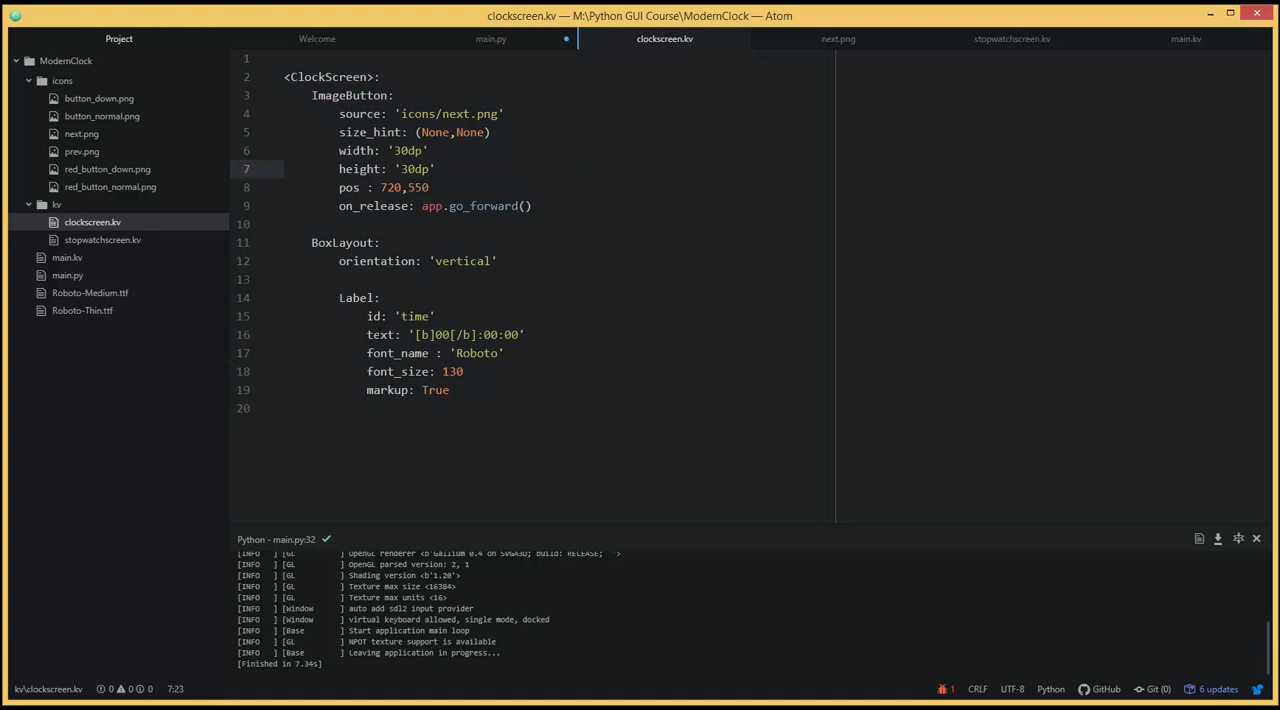 clockscreen.kv — M:\Python GUI Course\ModernClock — Atom
Project
Welcome
main.py
clockscreen.kv
next.png
stopwatchscreen.kv
main.kv
ModernClock
icons
button_down.png
button_normal.png
next.png
prev.png
red_button_down.png
red_button_normal.png
kv
clockscreen.kv
stopwatchscreen.kv
main.kv
main.py
Roboto-Medium.ttf
Roboto-Thin.ttf
1
2 <ClockScreen>:
3 ImageButton:
4 source: 'icons/next.png'
5 size_hint: (None,None)
6 width: '30dp'
7 height: '30dp'
8 pos : 720,550
9 on_release: app.go_forward()
10
11 BoxLayout:
12 orientation: 'vertical'
13
14 Label:
15 id: 'time'
16 text: '[b]00[/b]:00:00'
17 font_name : 'Roboto'
18 font_size: 130
19 markup: True
20
Python - main.py:32
[INFO ] [GL ] OpenGL renderer <b'Gallium 0.4 on SVGA3D; build: RELEASE; '>
[INFO ] [GL ] OpenGL parsed version: 2, 1
[INFO ] [GL ] Shading version <b'1.20'>
[INFO ] [GL ] Texture max size <16384>
[INFO ] [GL ] Texture max units <16>
[INFO ] [Window ] auto add sdl2 input provider
[INFO ] [Window ] virtual keyboard allowed, single mode, docked
[INFO ] [Base ] Start application main loop
[INFO ] [GL ] NPOT texture support is available
[INFO ] [Base ] Leaving application in progress...
[Finished in 7.34s]
kv\clockscreen.kv 0 0 0 7:23 1 CRLF UTF-8 Python GitHub Git (0) 6 updates